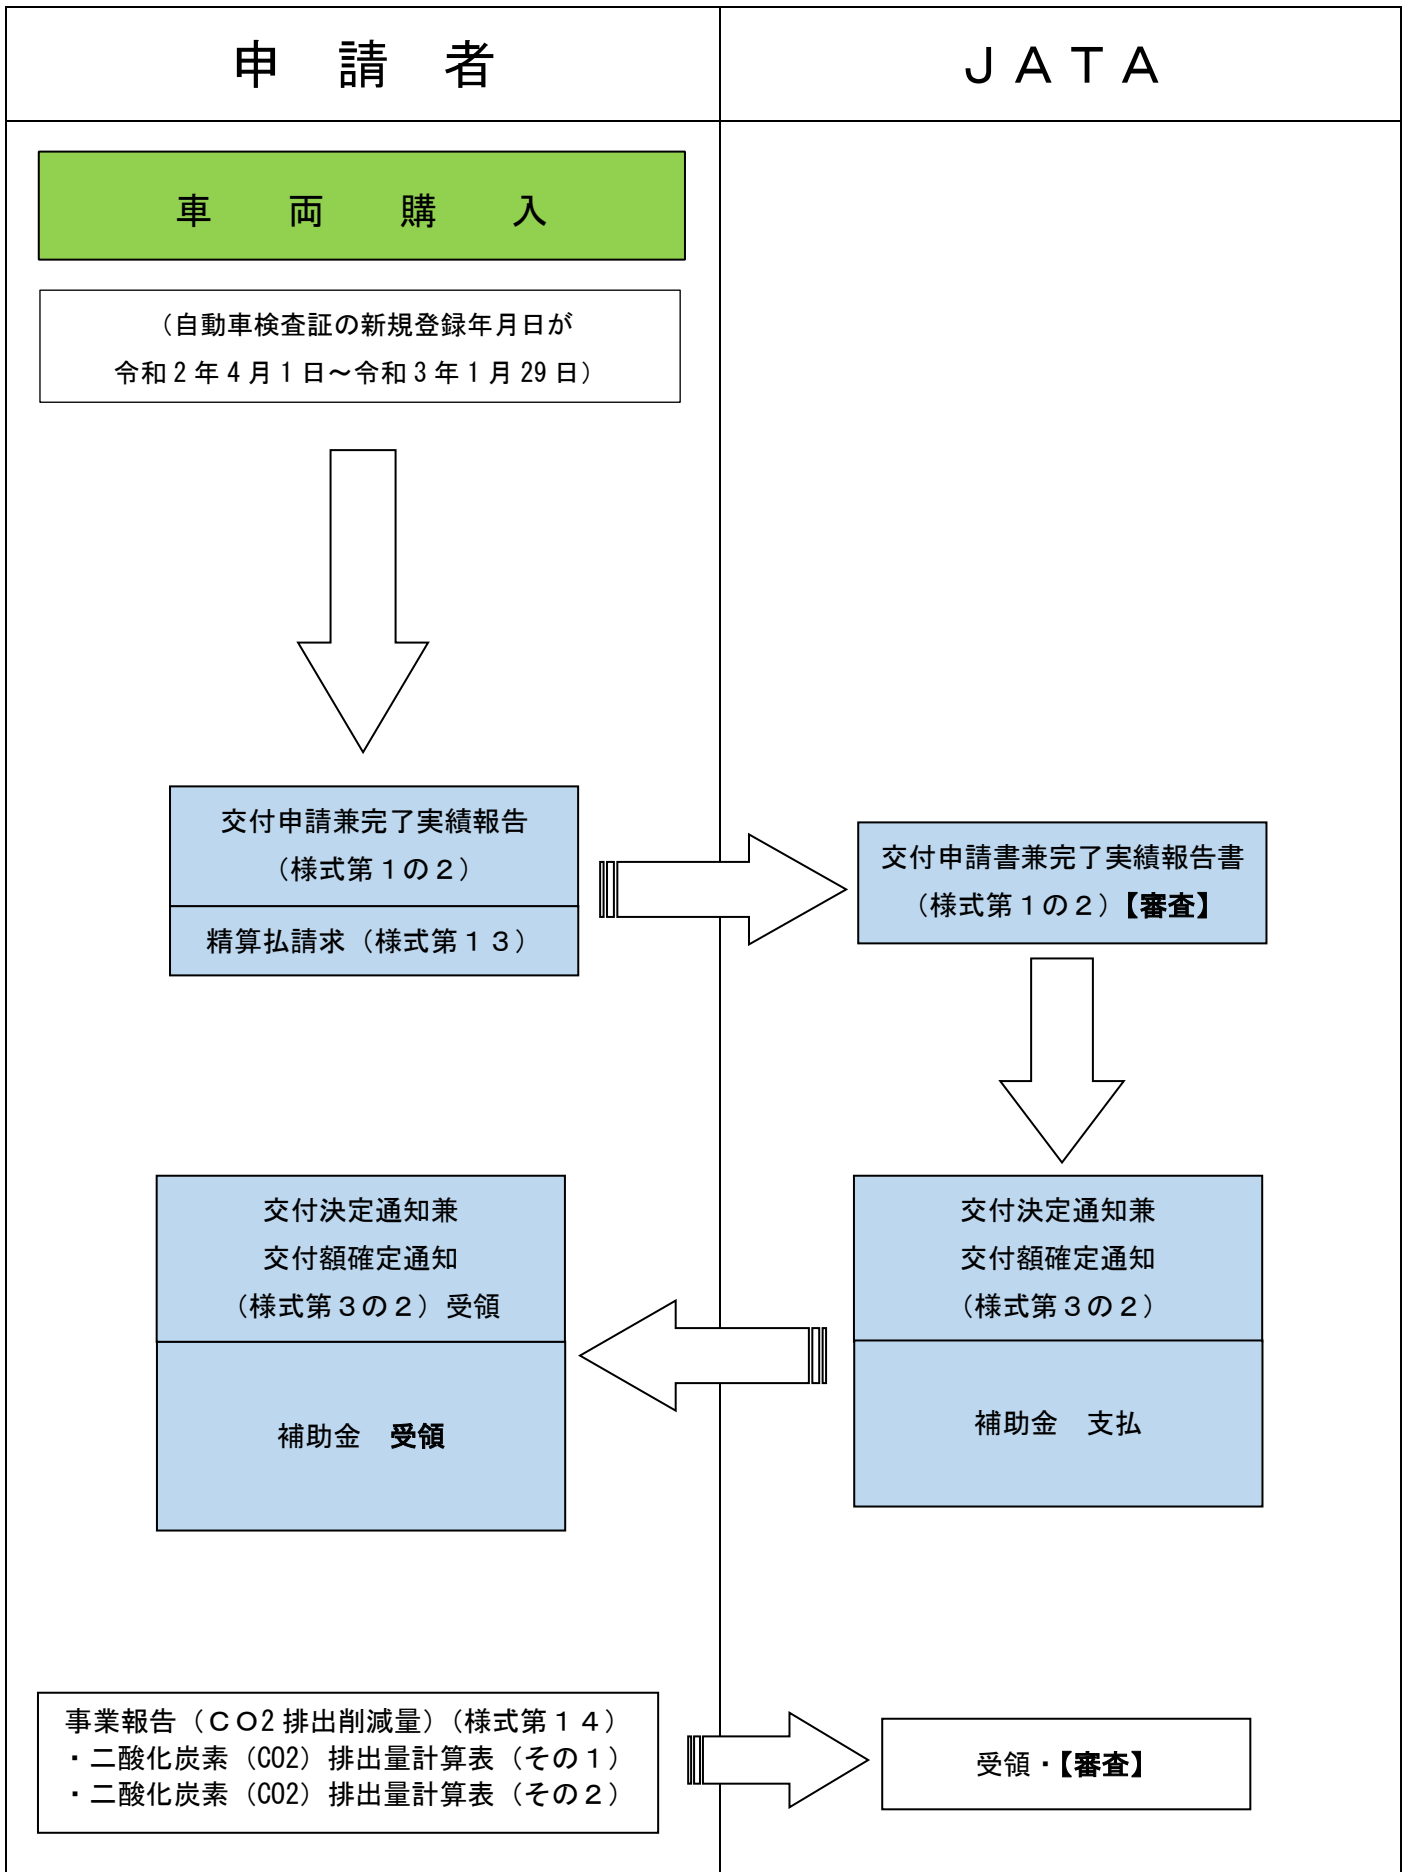 申　請　者
ＪＡＴＡ
車　両　購　入
（自動車検査証の新規登録年月日が
令和２年４月１日～令和３年１月29日）
交付申請兼完了実績報告
（様式第１の２）
精算払請求（様式第１３）
交付申請書兼完了実績報告書
（様式第１の２）【審査】
交付決定通知兼
交付額確定通知
（様式第３の２）受領
補助金　受領
交付決定通知兼
交付額確定通知
（様式第３の２）
補助金　支払
事業報告（ＣＯ2排出削減量）（様式第１４）
・二酸化炭素（CO2）排出量計算表（その１）
・二酸化炭素（CO2）排出量計算表（その２）
受領・【審査】